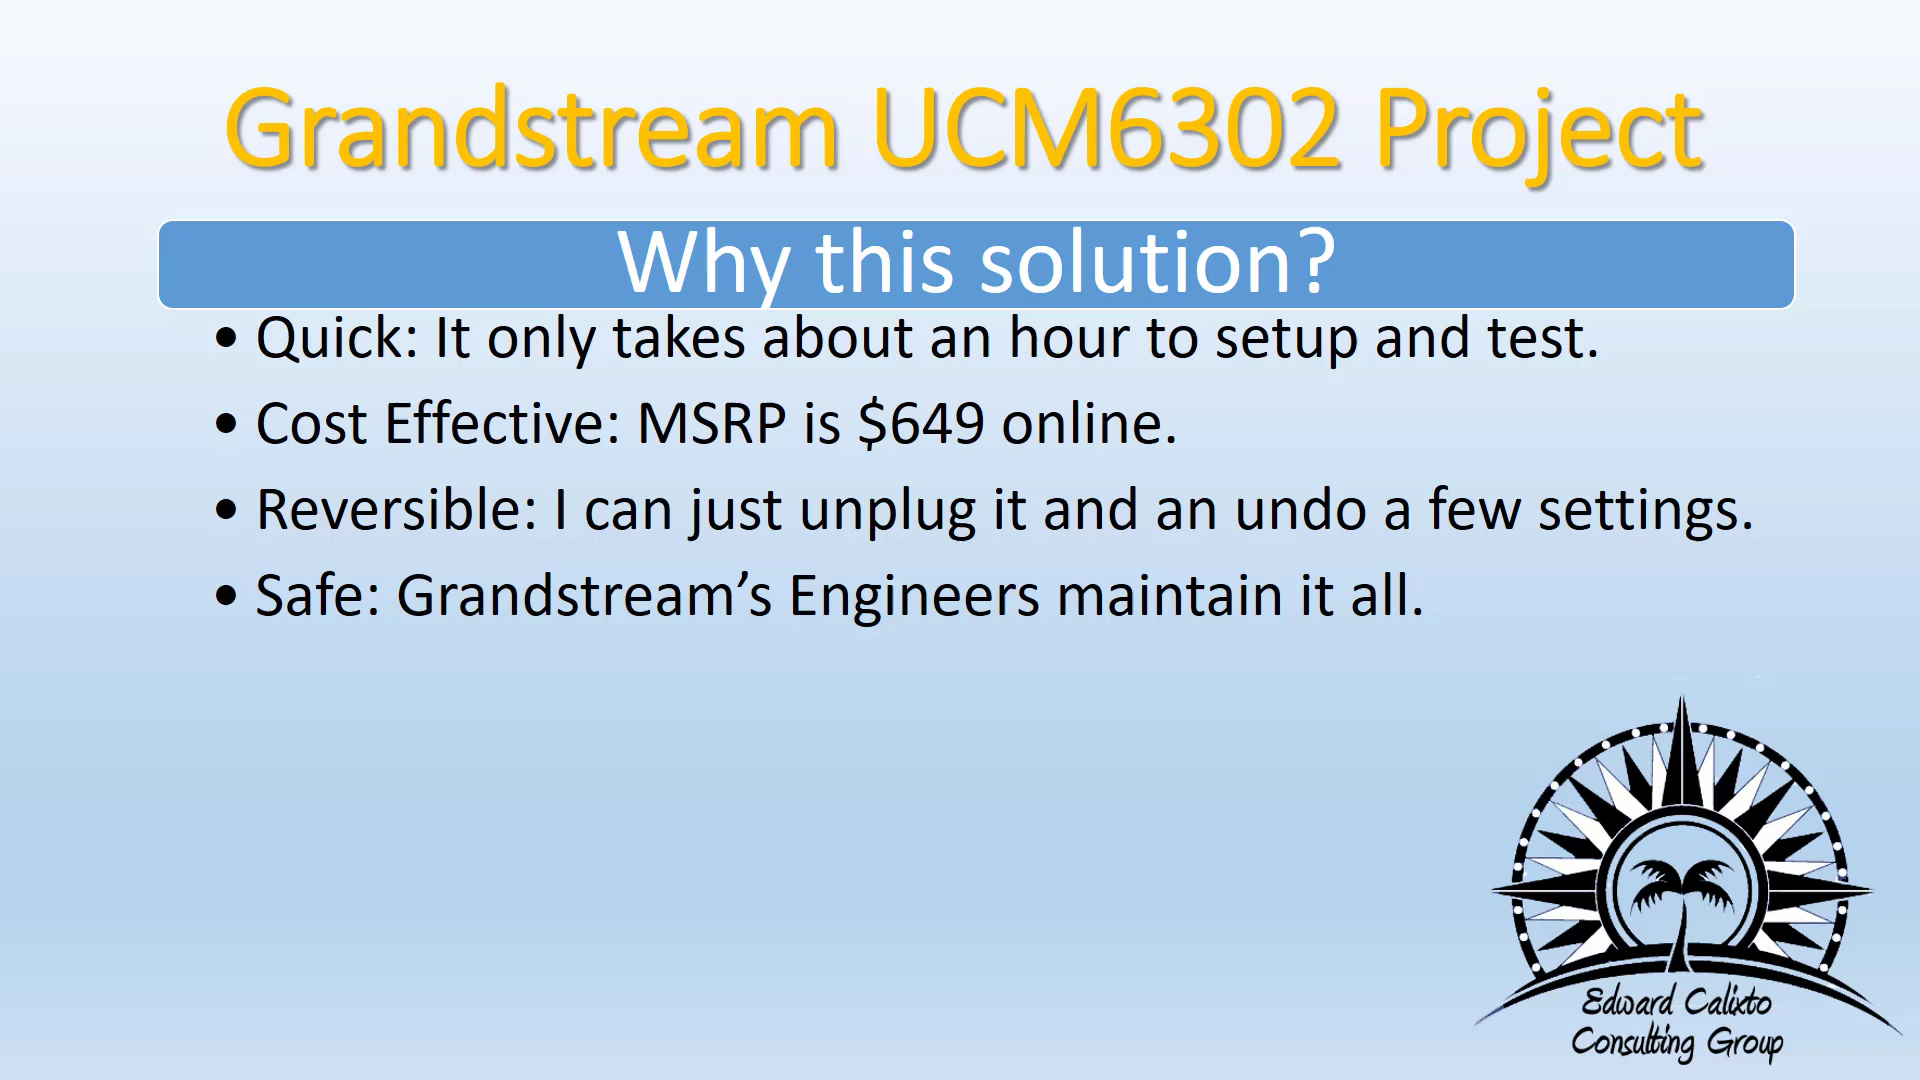 Grandstream UCM6302 Project
Why this solution?
• Quick: It only takes about an hour to setup and test.
• Cost Effective: MSRP is $649 online.
• Reversible: I can just unplug it and an undo a few settings.
• Safe: Grandstream’s Engineers maintain it all.
Edward Calixto
Consulting Group